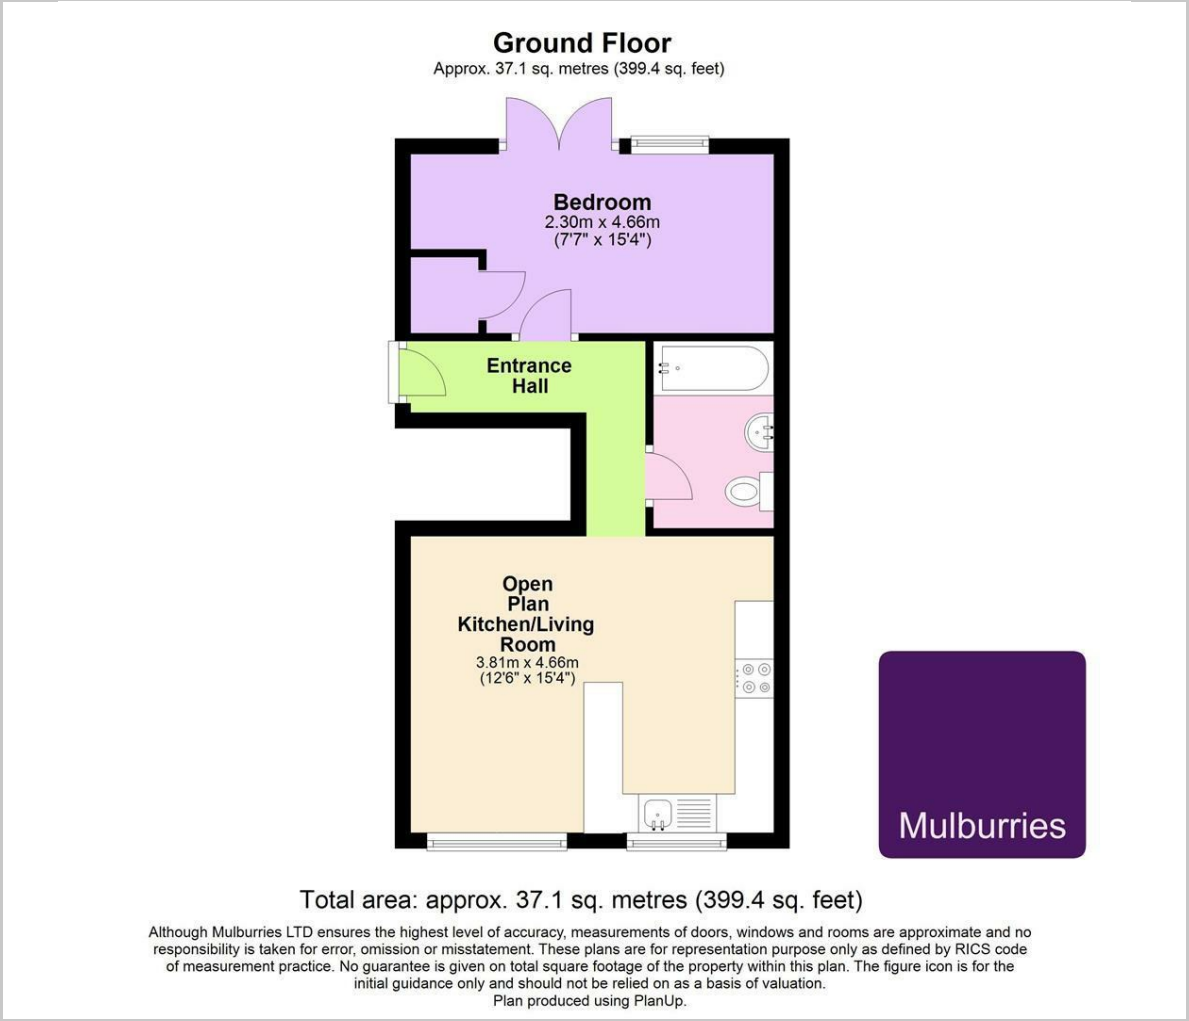 Ground Floor
Approx. 37.1 sq. metres (399.4 sq. feet)
Bedroom
2.30m x 4.66m
(7'7" x 15'4")
Entrance
Hall
Open
Plan
Kitchen/Living
Room
3.81m x 4.66m
(12'6" x 15'4")
Mulburries
Total area: approx. 37.1 sq. metres (399.4 sq. feet)
Although Mulburries LTD ensures the highest level of accuracy, measurements of doors, windows and rooms are approximate and no
responsibility is taken for error, omission or misstatement. These plans are for representation purpose only as defined by RICS code
of measurement practice. No guarantee is given on total square footage of the property within this plan. The figure icon is for the
initial guidance only and should not be relied on as a basis of valuation.
Plan produced using PlanUp.